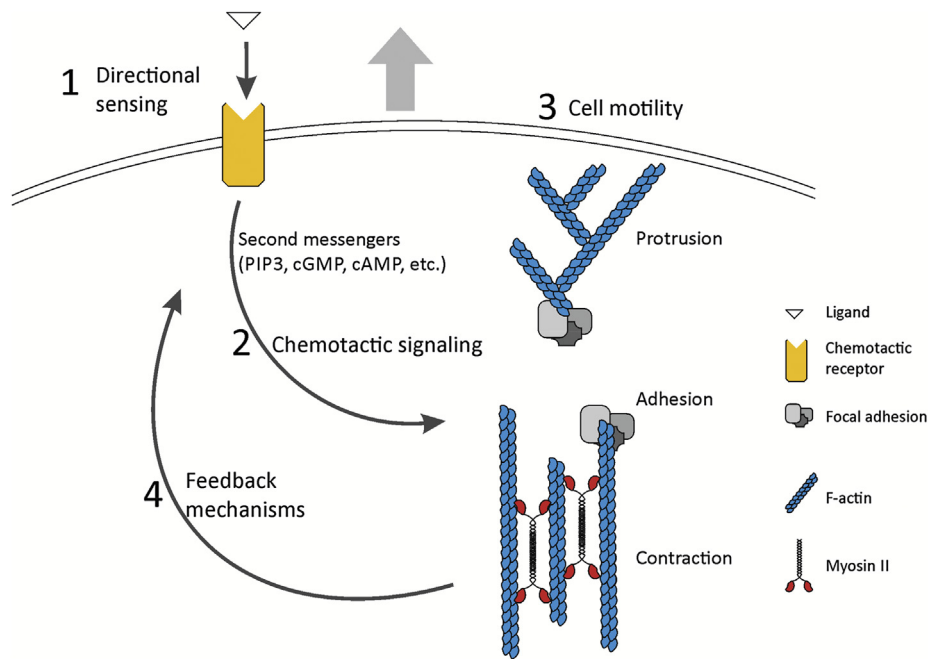 1 Directional
sensing
3 Cell motility
Second messengers
(PIP3, cGMP, cAMP, etc.)
Protrusion
2 Chemotactic signaling
Adhesion
4 Feedback
mechanisms
Contraction
Ligand
Chemotactic
receptor
Focal adhesion
F-actin
Myosin II